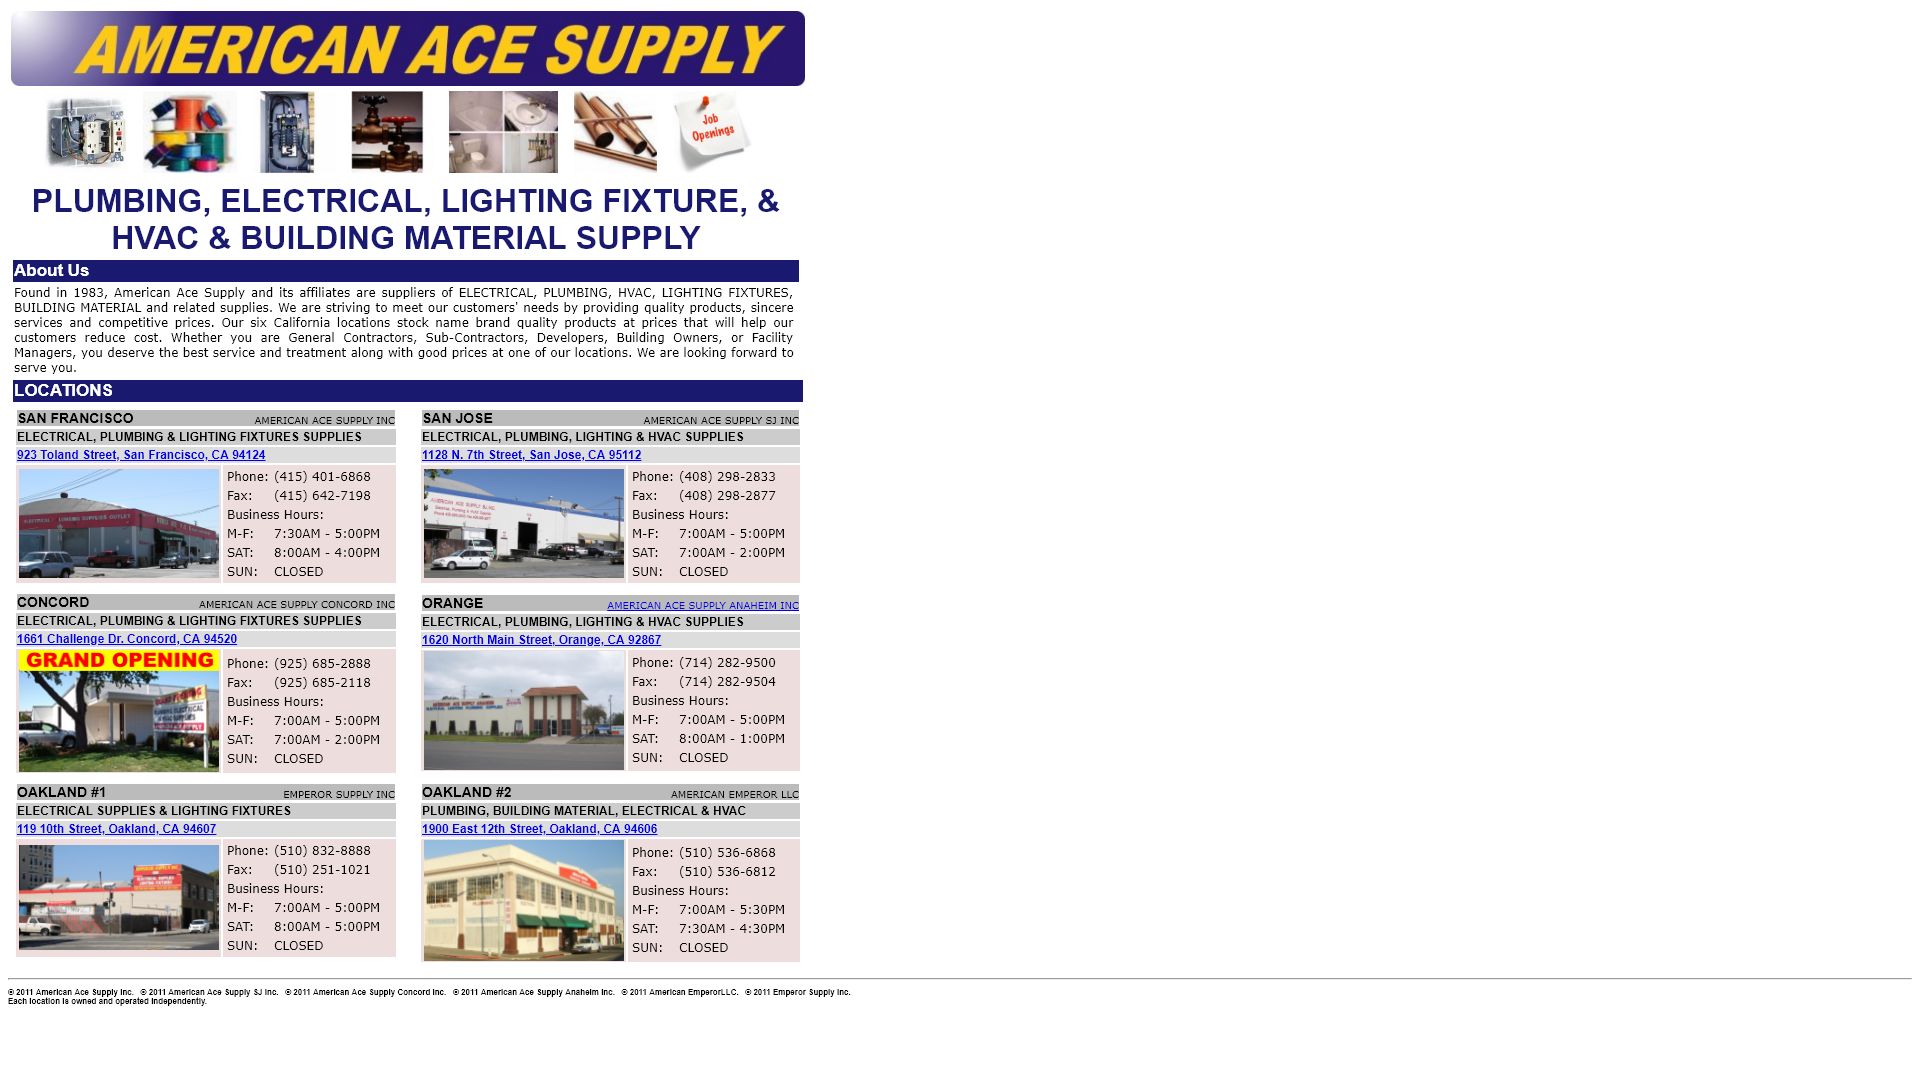 AMERICAN ACE SUPPLY
Job
Openings
PLUMBING, ELECTRICAL, LIGHTING FIXTURE, &
HVAC & BUILDING MATERIAL SUPPLY
About Us
Found in 1983, American Ace Supply and its affiliates are suppliers of ELECTRICAL, PLUMBING, HVAC, LIGHTING FIXTURES,
BUILDING MATERIAL and related supplies. We are striving to meet our customers' needs by providing quality products, sincere
services and competitive prices. Our six California locations stock name brand quality products at prices that will help our
customers reduce cost. Whether you are General Contractors, Sub-Contractors, Developers, Building Owners, or Facility
Managers, you deserve the best service and treatment along with good prices at one of our locations. We are looking forward to
serve you.
LOCATIONS
SAN FRANCISCO AMERICAN ACE SUPPLY INC
ELECTRICAL, PLUMBING & LIGHTING FIXTURES SUPPLIES
923 Toland Street, San Francisco, CA 94124
Phone: (415) 401-6868
Fax: (415) 642-7198
Business Hours:
M-F: 7:30AM - 5:00PM
SAT: 8:00AM - 4:00PM
SUN: CLOSED
SAN JOSE AMERICAN ACE SUPPLY SJ INC
ELECTRICAL, PLUMBING, LIGHTING & HVAC SUPPLIES
1128 N. 7th Street, San Jose, CA 95112
AMERICAN ACE SUPPLY SJ INC
Phone: (408) 298-2833
Fax: (408) 298-2877
Business Hours:
M-F: 7:00AM - 5:00PM
SAT: 7:00AM - 2:00PM
SUN: CLOSED
CONCORD AMERICAN ACE SUPPLY CONCORD INC
ELECTRICAL, PLUMBING & LIGHTING FIXTURES SUPPLIES
1661 Challenge Dr. Concord, CA 94520
GRAND OPENING
Phone: (925) 685-2888
Fax: (925) 685-2118
Business Hours:
M-F: 7:00AM - 5:00PM
SAT: 7:00AM - 2:00PM
SUN: CLOSED
ORANGE AMERICAN ACE SUPPLY ANAHEIM INC
ELECTRICAL, PLUMBING, LIGHTING & HVAC SUPPLIES
1620 North Main Street, Orange, CA 92867
Phone: (714) 282-9500
Fax: (714) 282-9504
Business Hours:
M-F: 7:00AM - 5:00PM
SAT: 8:00AM - 1:00PM
SUN: CLOSED
OAKLAND #1 EMPEROR SUPPLY INC
ELECTRICAL SUPPLIES & LIGHTING FIXTURES
119 10th Street, Oakland, CA 94607
Phone: (510) 832-8888
Fax: (510) 251-1021
Business Hours:
M-F: 7:00AM - 5:00PM
SAT: 8:00AM - 5:00PM
SUN: CLOSED
OAKLAND #2 AMERICAN EMPEROR LLC
PLUMBING, BUILDING MATERIAL, ELECTRICAL & HVAC
1900 East 12th Street, Oakland, CA 94606
Phone: (510) 536-6868
Fax: (510) 536-6812
Business Hours:
M-F: 7:00AM - 5:30PM
SAT: 7:30AM - 4:30PM
SUN: CLOSED
© 2011 American Ace Supply Inc. © 2011 American Ace Supply SJ Inc. © 2011 American Ace Supply Concord Inc. © 2011 American Ace Supply Anaheim Inc. © 2011 American EmperorLLC. © 2011 Emperor Supply Inc.
Each location is owned and operated independently.